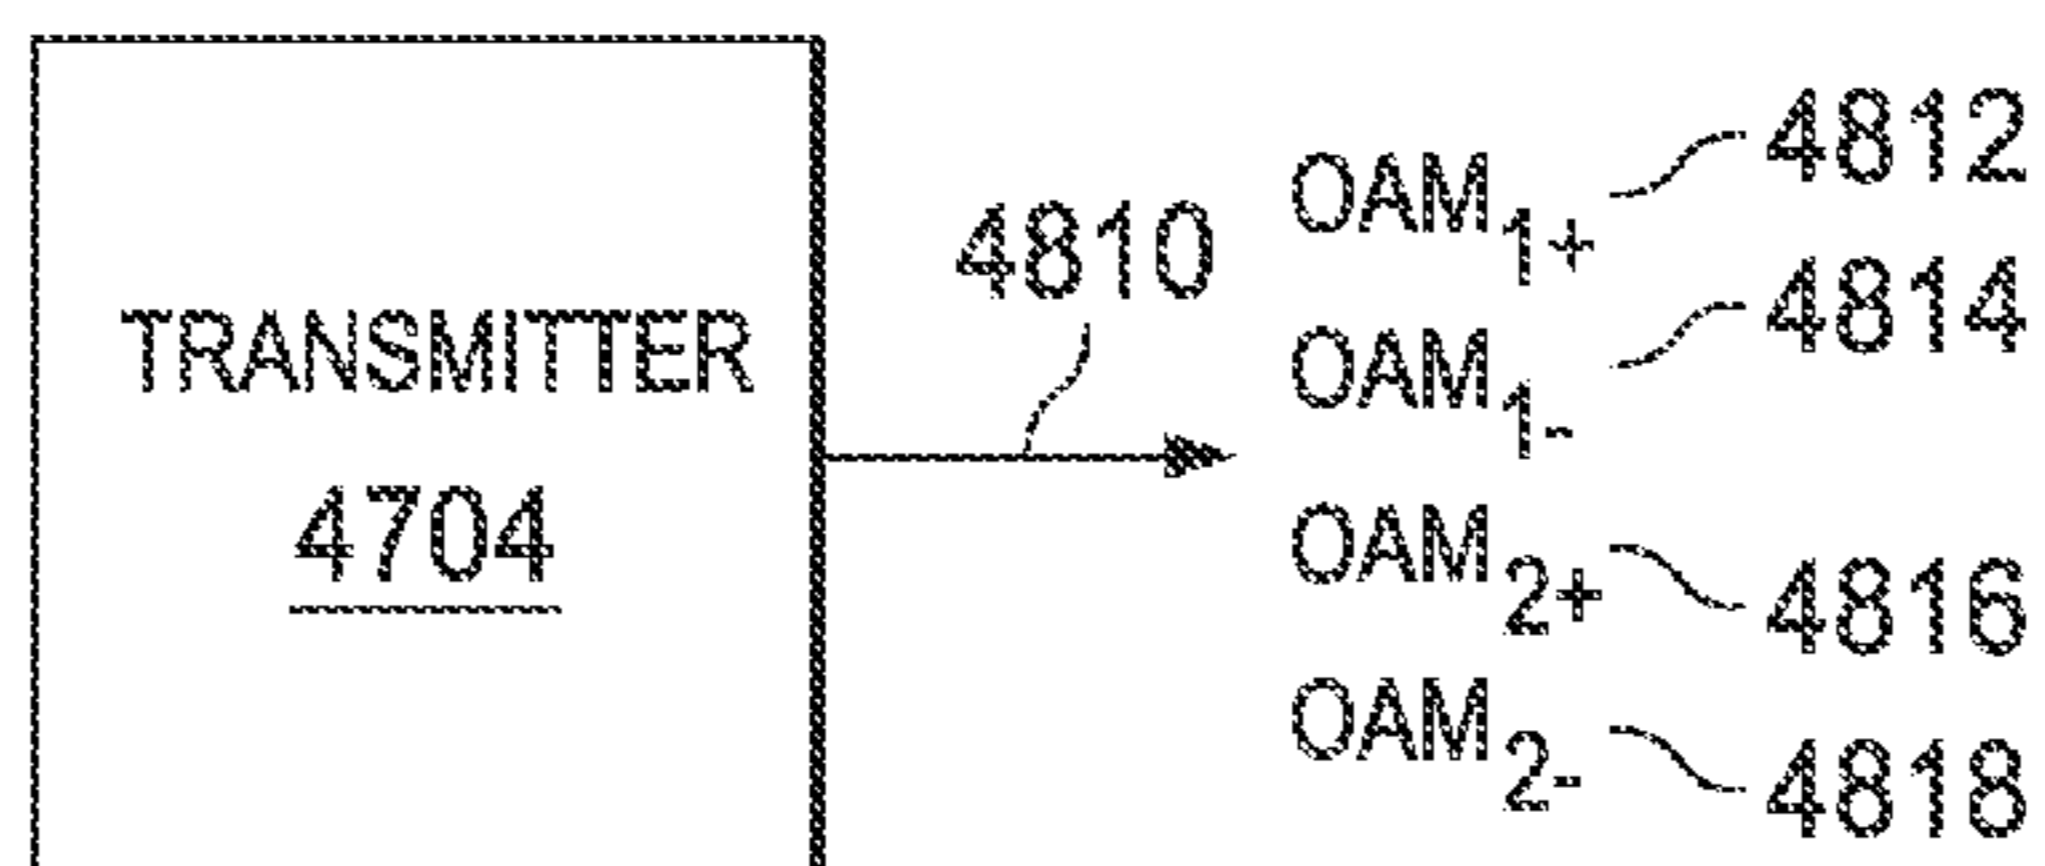 TRANSMITTER
4704
4810
OAM1+ 4812
OAM1- 4814
OAM2+ 4816
OAM2- 4818